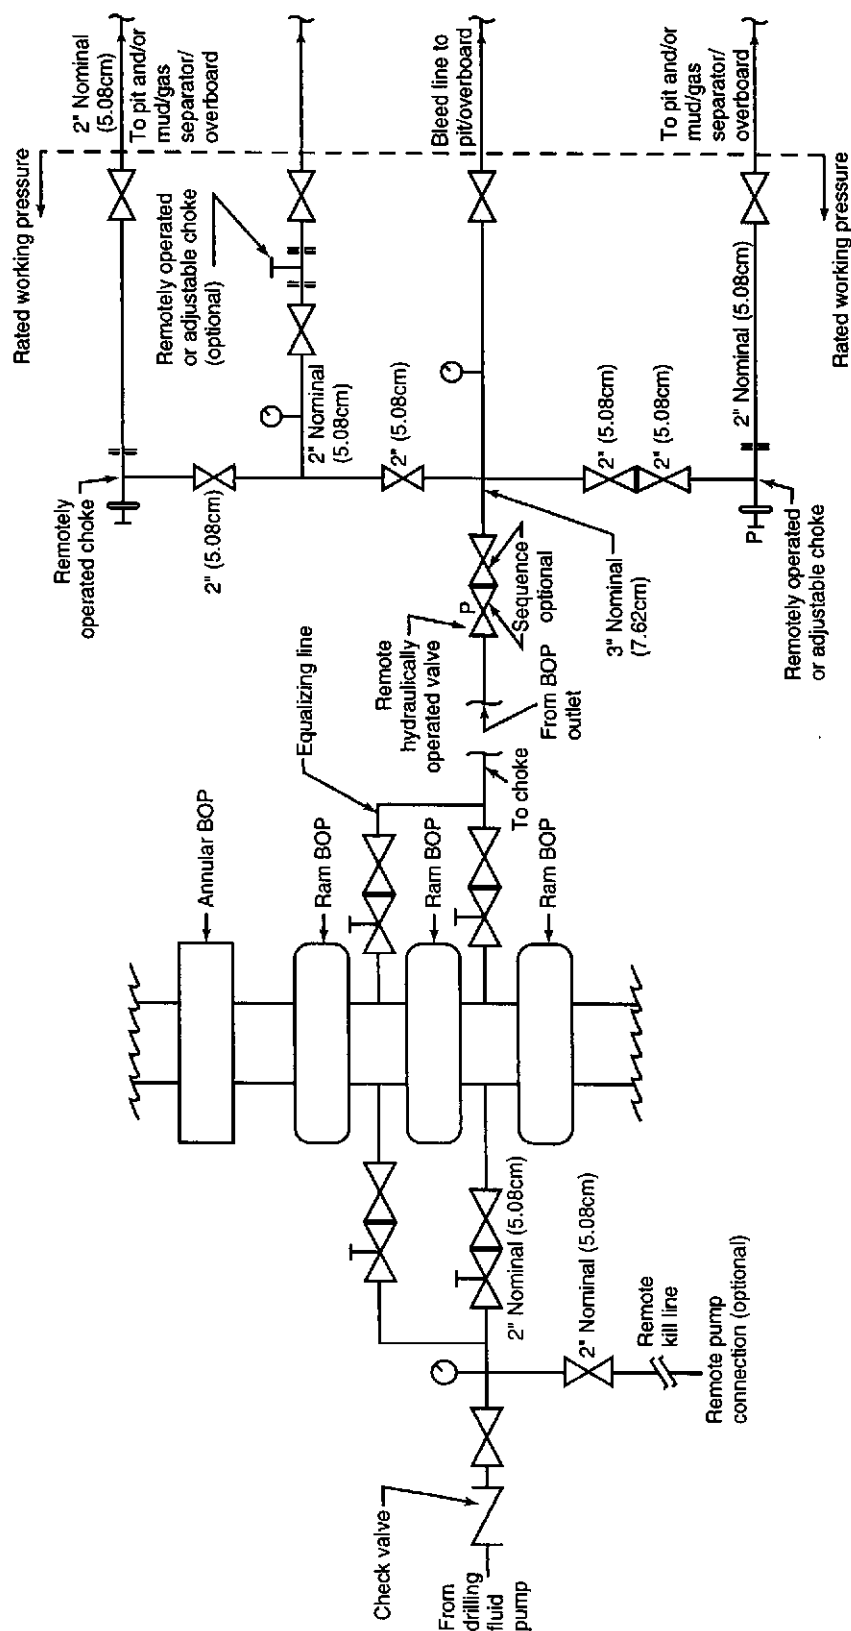 Rated working pressure
2" Nominal
(5.08cm)
To pit and/or
mud/gas
separator/
overboard
Remotely operated
or adjustable choke
(optional)
Bleed line to
pit/overboard
To pit and/or
mud/gas
separator/
overboard
Rated working pressure
Remotely
operated choke
2" (5.08cm)
2" Nominal
(5.08cm)
2" (5.08cm)
2" (5.08cm)
2" (5.08cm)
2" Nominal (5.08cm)
P
Remotely operated
or adjustable choke
Remote
hydraulically
operated valve
P
Sequence
optional
3" Nominal
(7.62cm)
From BOP
outlet
Equalizing line
To choke
Annular BOP
Ram BOP
Ram BOP
Ram BOP
2" Nominal (5.08cm)
2" Nominal (5.08cm)
Remote
kill line
Remote pump
connection (optional)
Check valve
From
drilling
fluid
pump